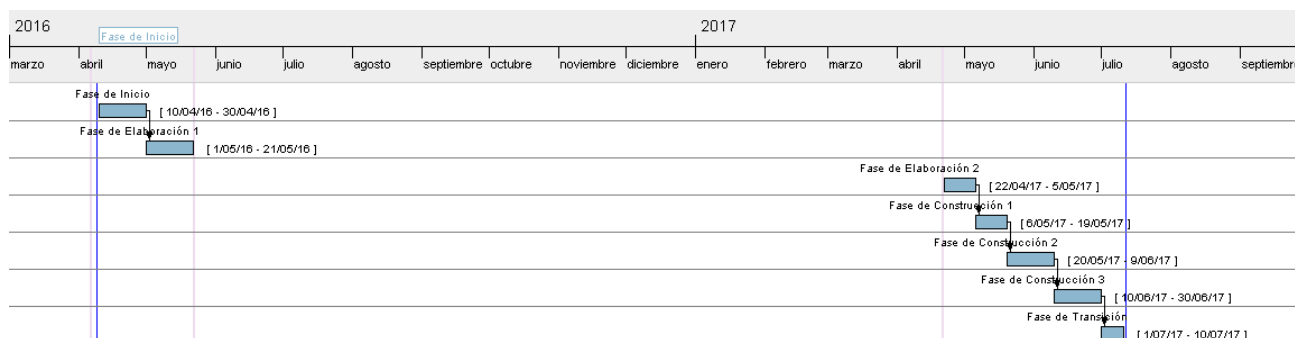 2016 2017
Fase de Inicio
marzo abril mayo junio julio agosto septiembre octubre noviembre diciembre enero febrero marzo abril mayo junio julio agosto septiembre
Fase de Inicio
[ 10/04/16 - 30/04/16 ]
Fase de Elaboración 1
[ 1/05/16 - 21/05/16 ]
Fase de Elaboración 2
[ 22/04/17 - 5/05/17 ]
Fase de Construcción 1
[ 6/05/17 - 19/05/17 ]
Fase de Construcción 2
[ 20/05/17 - 9/06/17 ]
Fase de Construcción 3
[ 10/06/17 - 30/06/17 ]
Fase de Transición
[ 1/07/17 - 10/07/17 ]